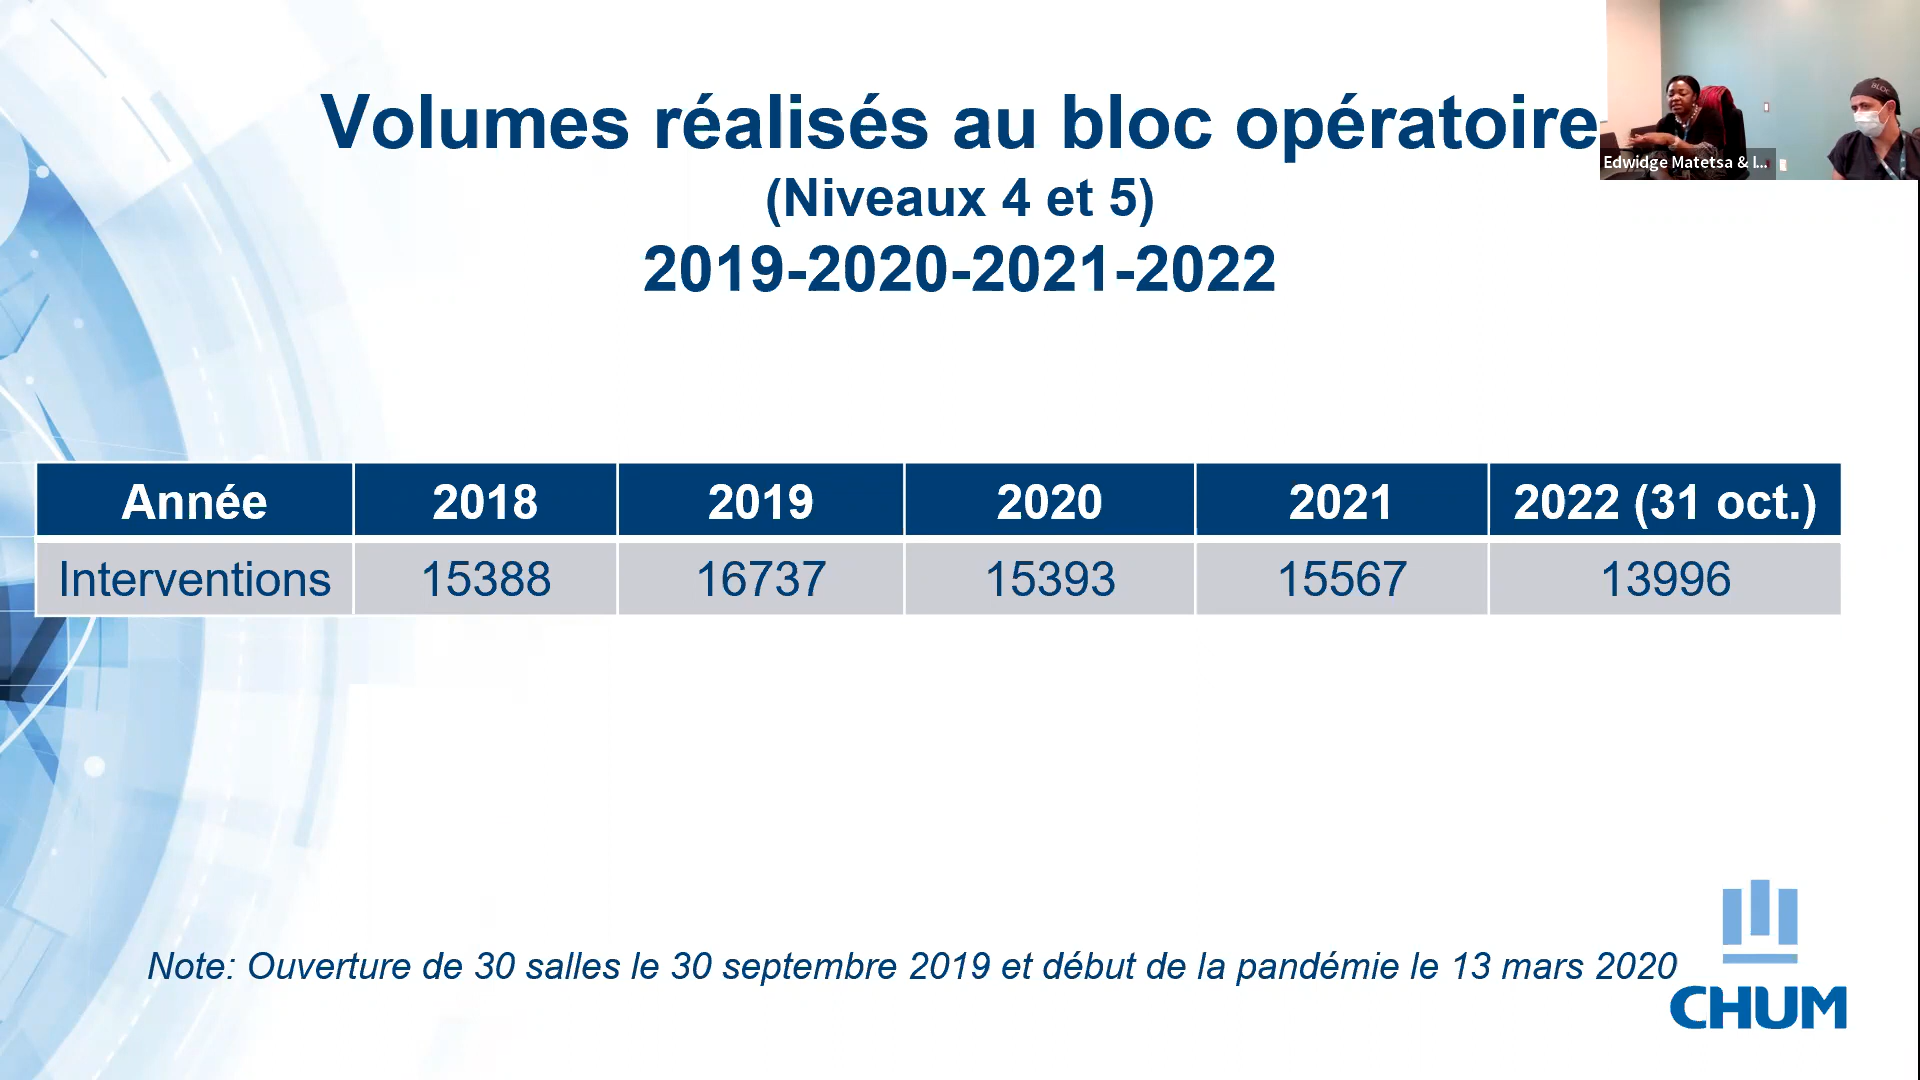 Volumes réalisés au bloc opératoire
(Niveaux 4 et 5)
2019-2020-2021-2022
Edwidge Matetsa & I...
BLOC
Année 2018 2019 2020 2021 2022 (31 oct.)
Interventions 15388 16737 15393 15567 13996
Note: Ouverture de 30 salles le 30 septembre 2019 et début de la pandémie le 13 mars 2020
CHUM